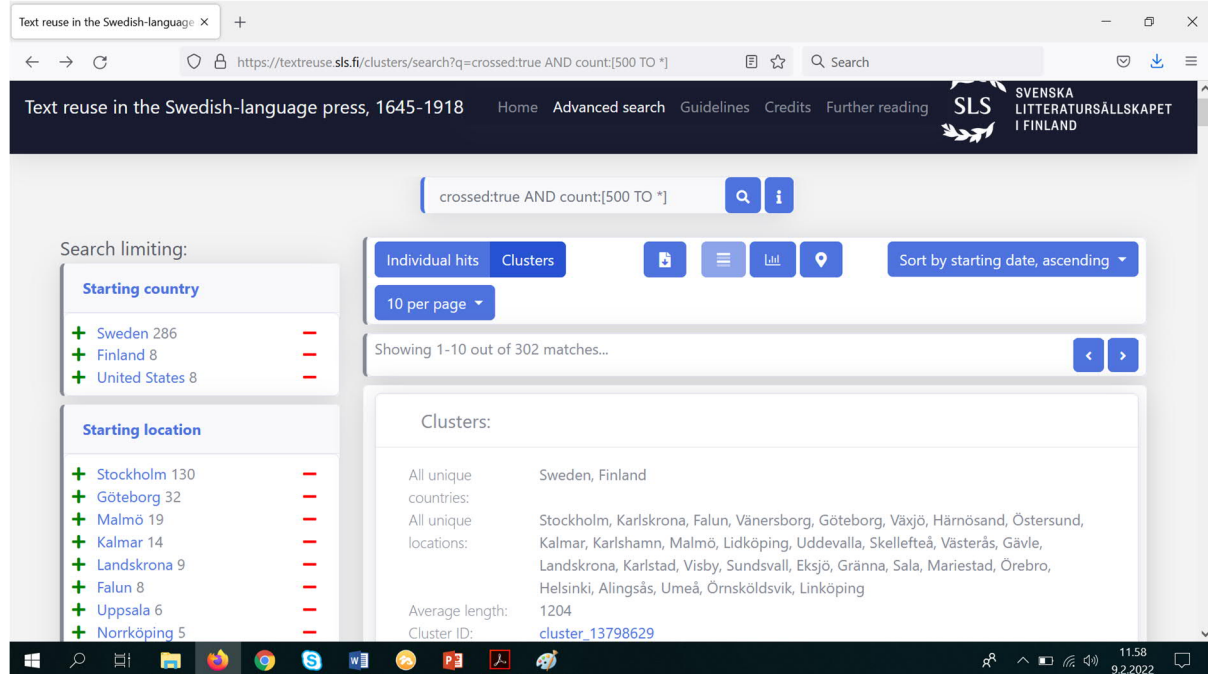 Text reuse in the Swedish-language
https://textreuse.sls.fi/clusters/search?q=crossed:true AND count:[500 TO *]
Search
Text reuse in the Swedish-language press, 1645-1918
Home Advanced search Guidelines Credits Further reading
SLS
SVENSKA
LITTERATURSÄLLSKAPET
I FINLAND
crossed:true AND count:[500 TO *]
Search limiting:
Starting country
Sweden 286
Finland 8
United States 8
Starting location
Stockholm 130
Göteborg 32
Malmö 19
Kalmar 14
Landskrona 9
Falun 8
Uppsala 6
Norrköping 5
Individual hits Clusters
Sort by starting date, ascending
10 per page
Showing 1-10 out of 302 matches...
Clusters:
All unique countries: Sweden, Finland
All unique locations: Stockholm, Karlskrona, Falun, Vänersborg, Göteborg, Växjö, Härnösand, Östersund,
Kalmar, Karlshamn, Malmö, Lidköping, Uddevalla, Skellefteå, Västerås, Gävle,
Landskrona, Karlstad, Visby, Sundsvall, Eksjö, Gränna, Sala, Mariestad, Örebro,
Helsinki, Alingsås, Umeå, Örnsköldsvik, Linköping
Average length: 1204
Cluster ID: cluster_13798629
11.58
9.2.2022